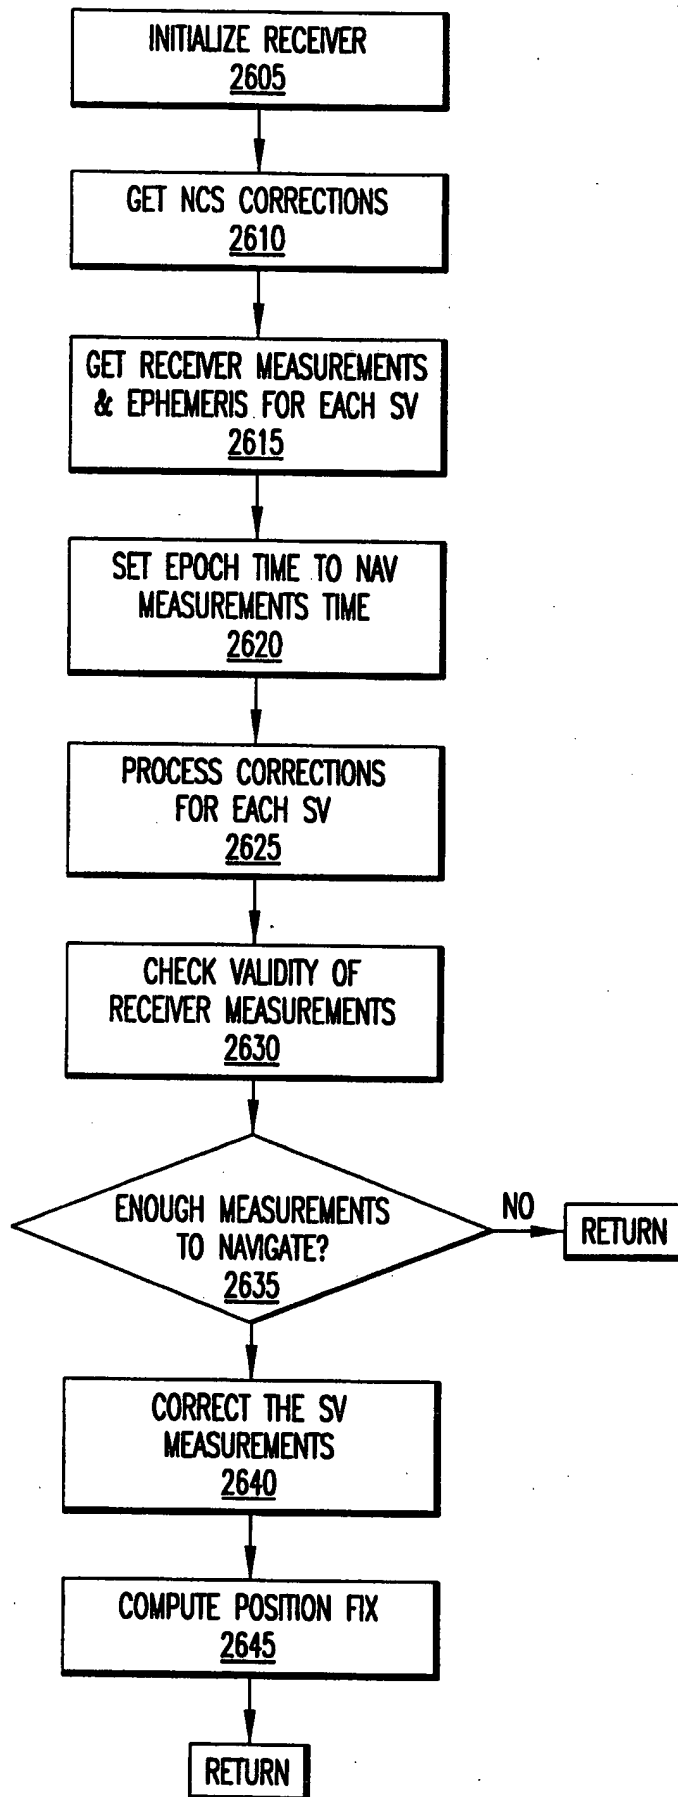 INITIALIZE RECEIVER
2605
GET NCS CORRECTIONS
2610
GET RECEIVER MEASUREMENTS
& EPHEMERIS FOR EACH SV
2615
SET EPOCH TIME TO NAV
MEASUREMENTS TIME
2620
PROCESS CORRECTIONS
FOR EACH SV
2625
CHECK VALIDITY OF
RECEIVER MEASUREMENTS
2630
ENOUGH MEASUREMENTS
TO NAVIGATE?
2635
NO
RETURN
CORRECT THE SV
MEASUREMENTS
2640
COMPUTE POSITION FIX
2645
RETURN